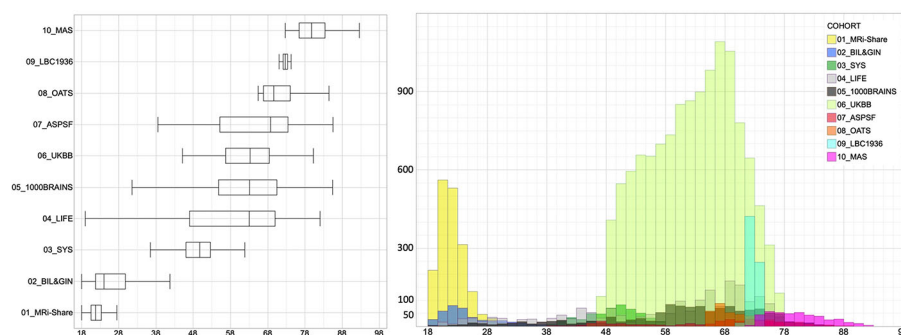 10_MAS
09_LBC1936
08_OATS
07_ASPSF
06_UKBB
05_1000BRAINS
04_LIFE
03_SYS
02_BIL&GIN
01_MRi-Share
18 28 38 48 58 68 78 88 98
900
600
300
100
50
18 28 38 48 58 68 78 88 98
COHORT
01_MRi-Share
02_BIL&GIN
03_SYS
04_LIFE
05_1000BRAINS
06_UKBB
07_ASPSF
08_OATS
09_LBC1936
10_MAS